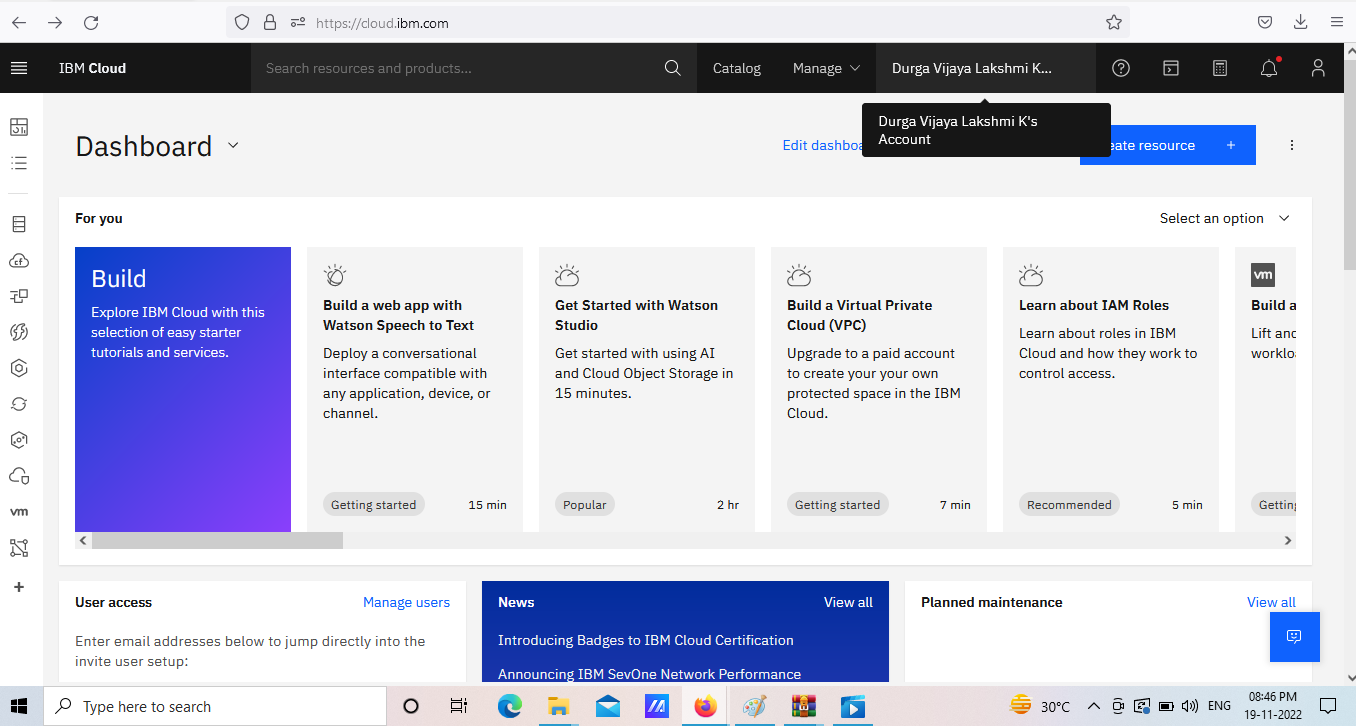 https://cloud.ibm.com
IBM Cloud
Search resources and products...
Catalog
Manage
Durga Vijaya Lakshmi K...
Durga Vijaya Lakshmi K's
Account
Dashboard
Edit dashboa
eate resource +
For you
Select an option
Build
Explore IBM Cloud with this
selection of easy starter
tutorials and services.
Build a web app with
Watson Speech to Text
Deploy a conversational
interface compatible with
any application, device, or
channel.
Getting started 15 min
Get Started with Watson
Studio
Get started with using AI
and Cloud Object Storage in
15 minutes.
Popular 2 hr
Build a Virtual Private
Cloud (VPC)
Upgrade to a paid account
to create your your own
protected space in the IBM
Cloud.
Getting started 7 min
Learn about IAM Roles
Learn about roles in IBM
Cloud and how they work to
control access.
Recommended 5 min
vm
Build a
Lift and
worklo
Getting
cf
vm
User access Manage users
Enter email addresses below to jump directly into the
invite user setup:
News View all
Introducing Badges to IBM Cloud Certification
Announcing IBM SevOne Network Performance
Planned maintenance View all
Type here to search
30°C
ENG
08:46 PM
19-11-2022